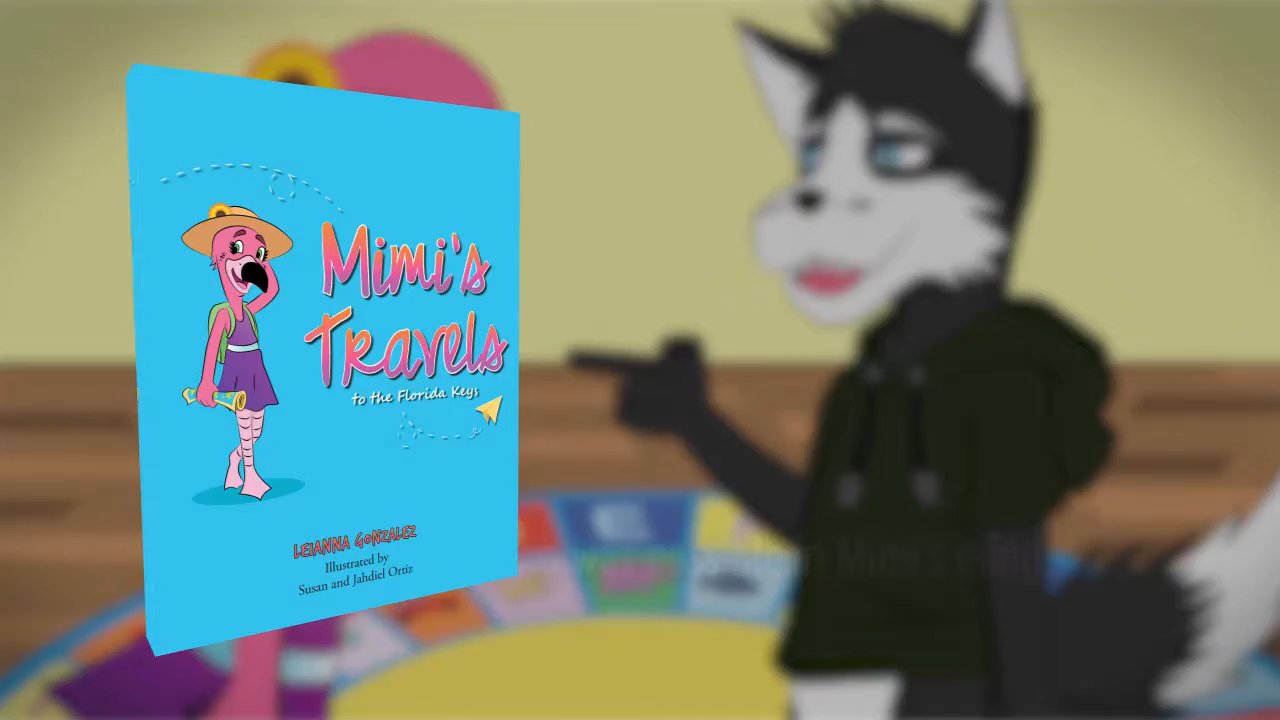 Mimi's
Travels
to the Florida Keys
LEIANNA GONZALEZ
Illustrated by
Susan and Jahdiel Ortiz